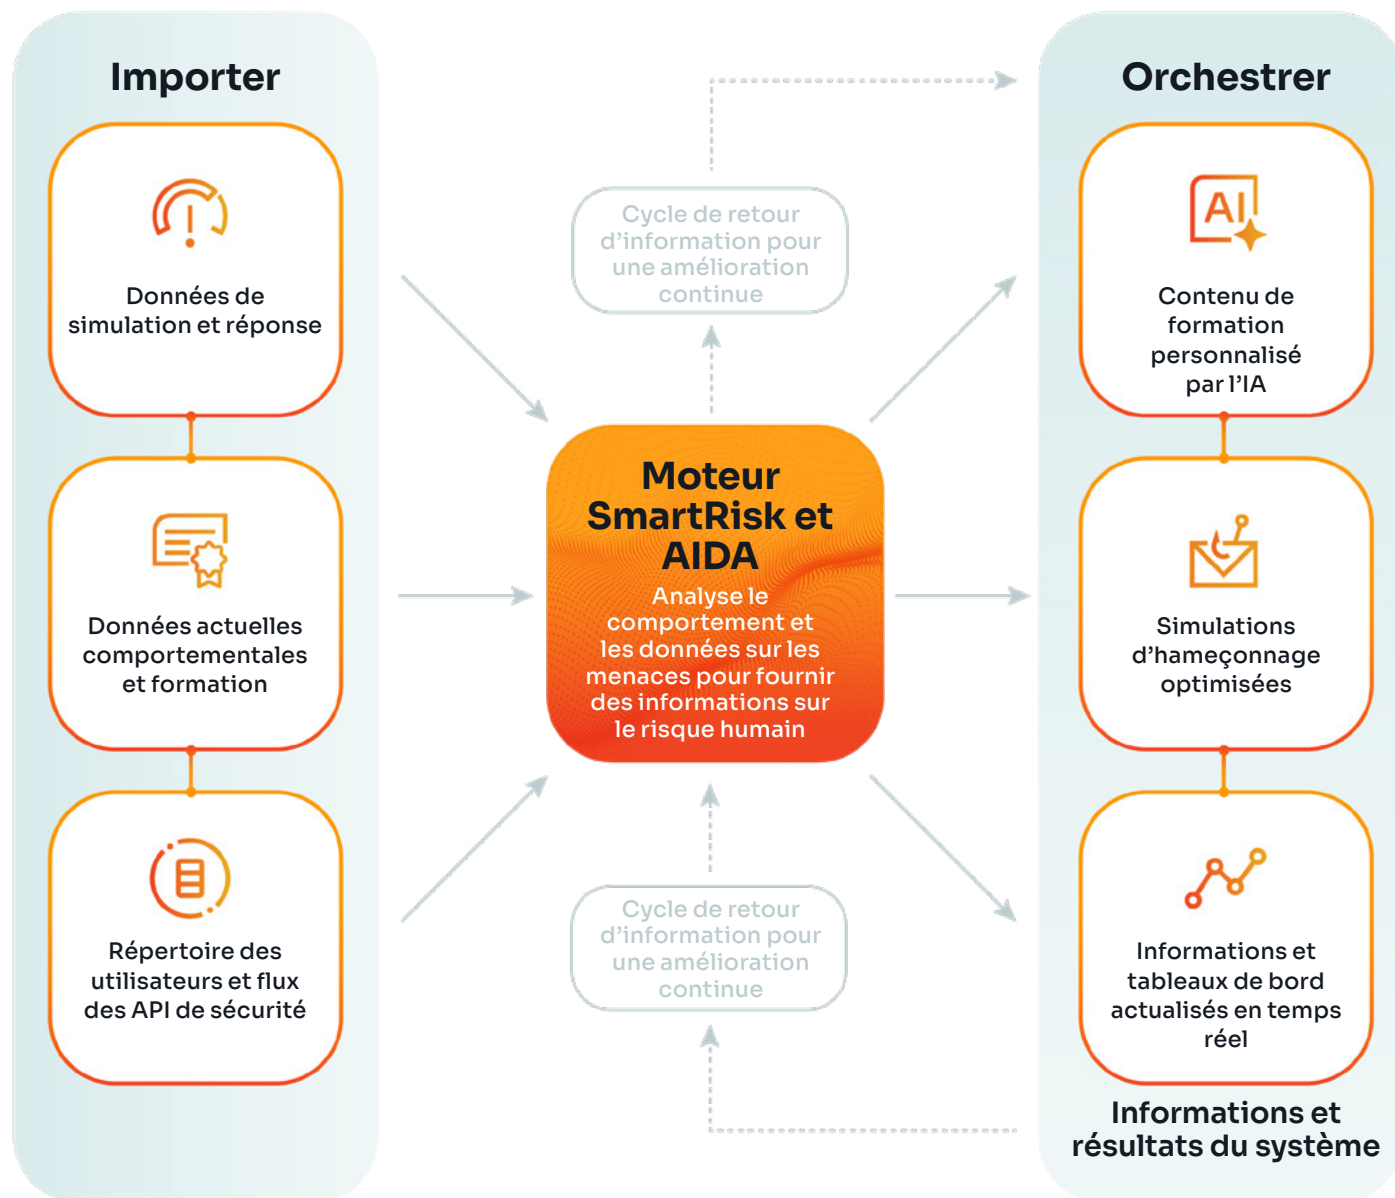 Importer
Données de
simulation et réponse
Données actuelles
comportementales
et formation
Répertoire des
utilisateurs et flux
des API de sécurité
Cycle de retour
d’information pour
une amélioration
continue
Moteur
SmartRisk et
AIDA
Analyse le
comportement et
les données sur les
menaces pour fournir
des informations sur
le risque humain
Cycle de retour
d’information pour
une amélioration
continue
Orchestrer
AI
Contenu de
formation
personnalisé
par l’IA
Simulations
d’hameçonnage
optimisées
Informations et
tableaux de bord
actualisés en temps
réel
Informations et
résultats du système